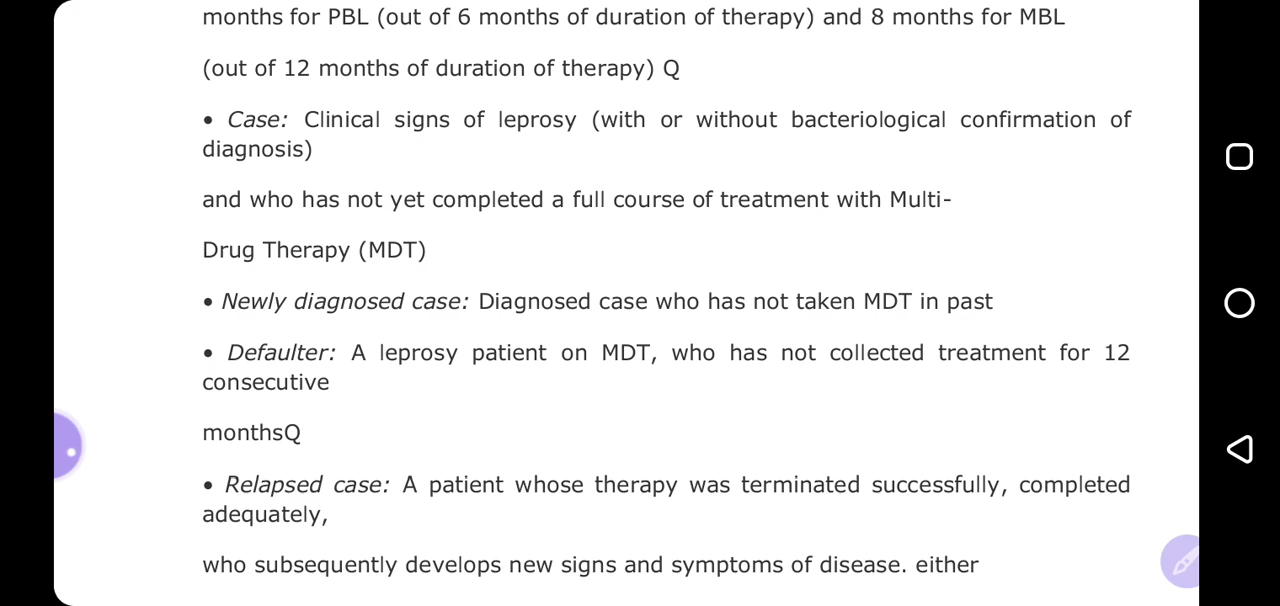 months for PBL (out of 6 months of duration of therapy) and 8 months for MBL
(out of 12 months of duration of therapy) Q
• Case: Clinical signs of leprosy (with or without bacteriological confirmation of
diagnosis)
and who has not yet completed a full course of treatment with Multi-
Drug Therapy (MDT)
• Newly diagnosed case: Diagnosed case who has not taken MDT in past
• Defaulter: A leprosy patient on MDT, who has not collected treatment for 12
consecutive
monthsQ
• Relapsed case: A patient whose therapy was terminated successfully, completed
adequately,
who subsequently develops new signs and symptoms of disease. either